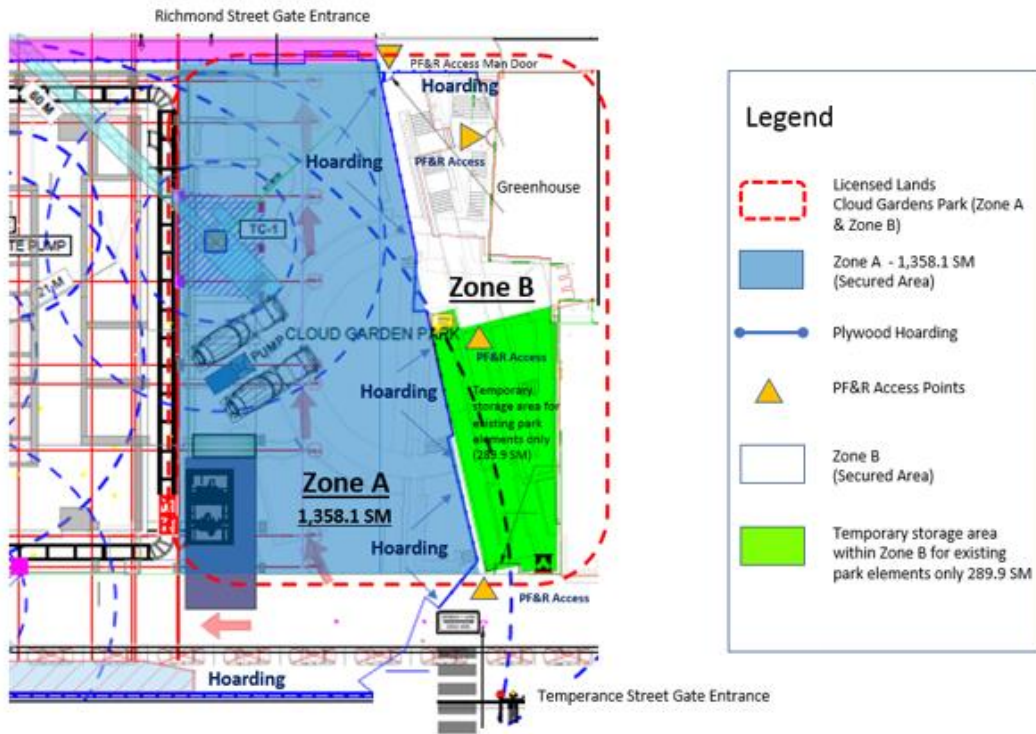 Richmond Street Gate Entrance
PF&R Access Man Door
Hoarding
60 M
Hoarding
PF&R Access
Greenhouse
TC-1
TE PUMP
21 M
Zone B
CLOUD GARDEN PARK
PUMP
PF&R Access
Hoarding
Temporary
storage area for
existing park
elements only
(289.9 SM)
Zone A
1,358.1 SM
Hoarding
PF&R Access
Hoarding
Temperance Street Gate Entrance
Legend
Licensed Lands
Cloud Gardens Park (Zone A
& Zone B)
Zone A - 1,358.1 SM
(Secured Area)
Plywood Hoarding
PF&R Access Points
Zone B
(Secured Area)
Temporary storage area
within Zone B for existing
park elements only 289.9 SM